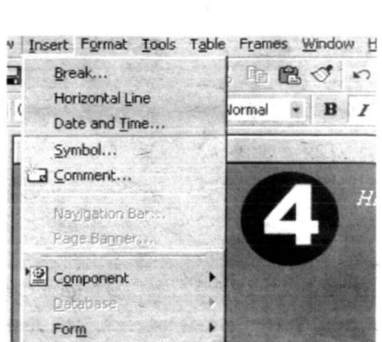 Insert Format Tools Table Frames Window H
Break...
Horizontal Line
Date and Time...
Normal B I
Symbol...
Comment...
Navigation Bar...
Page Banner...
4
Component
Database
Form